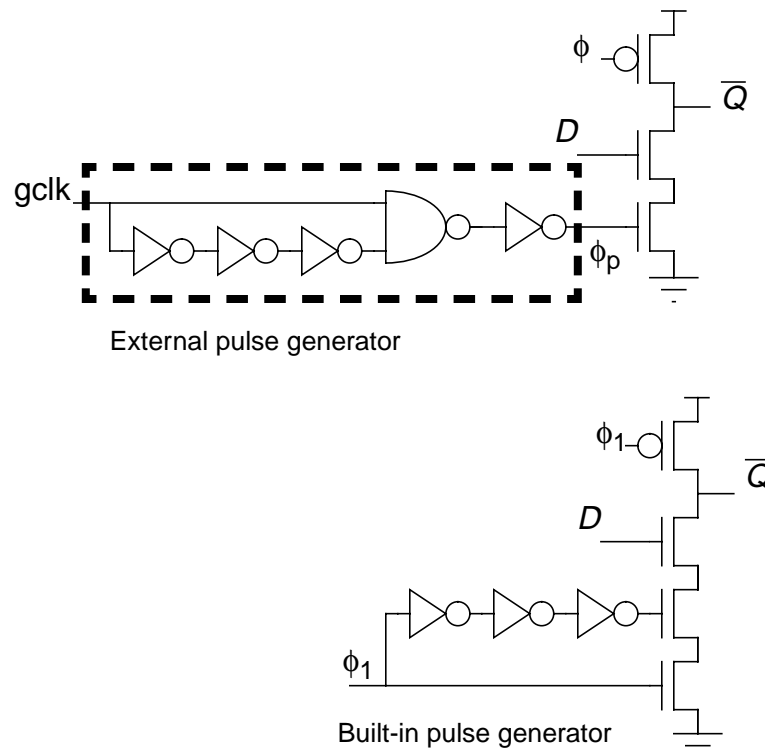 ϕ
Q̅
D
gclk
ϕp
External pulse generator
ϕ1
Q̅
D
ϕ1
Built-in pulse generator